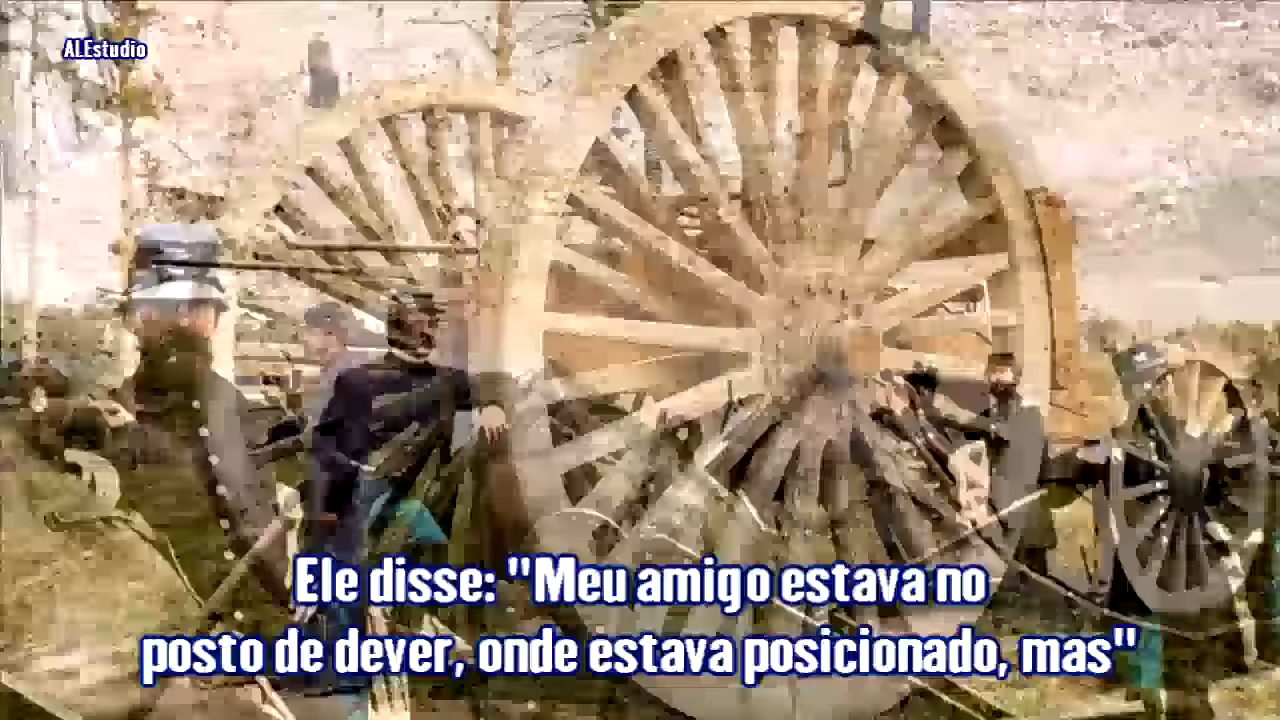 ALEstudio
Ele disse: "Meu amigo estava no
posto de dever, onde estava posicionado, mas"